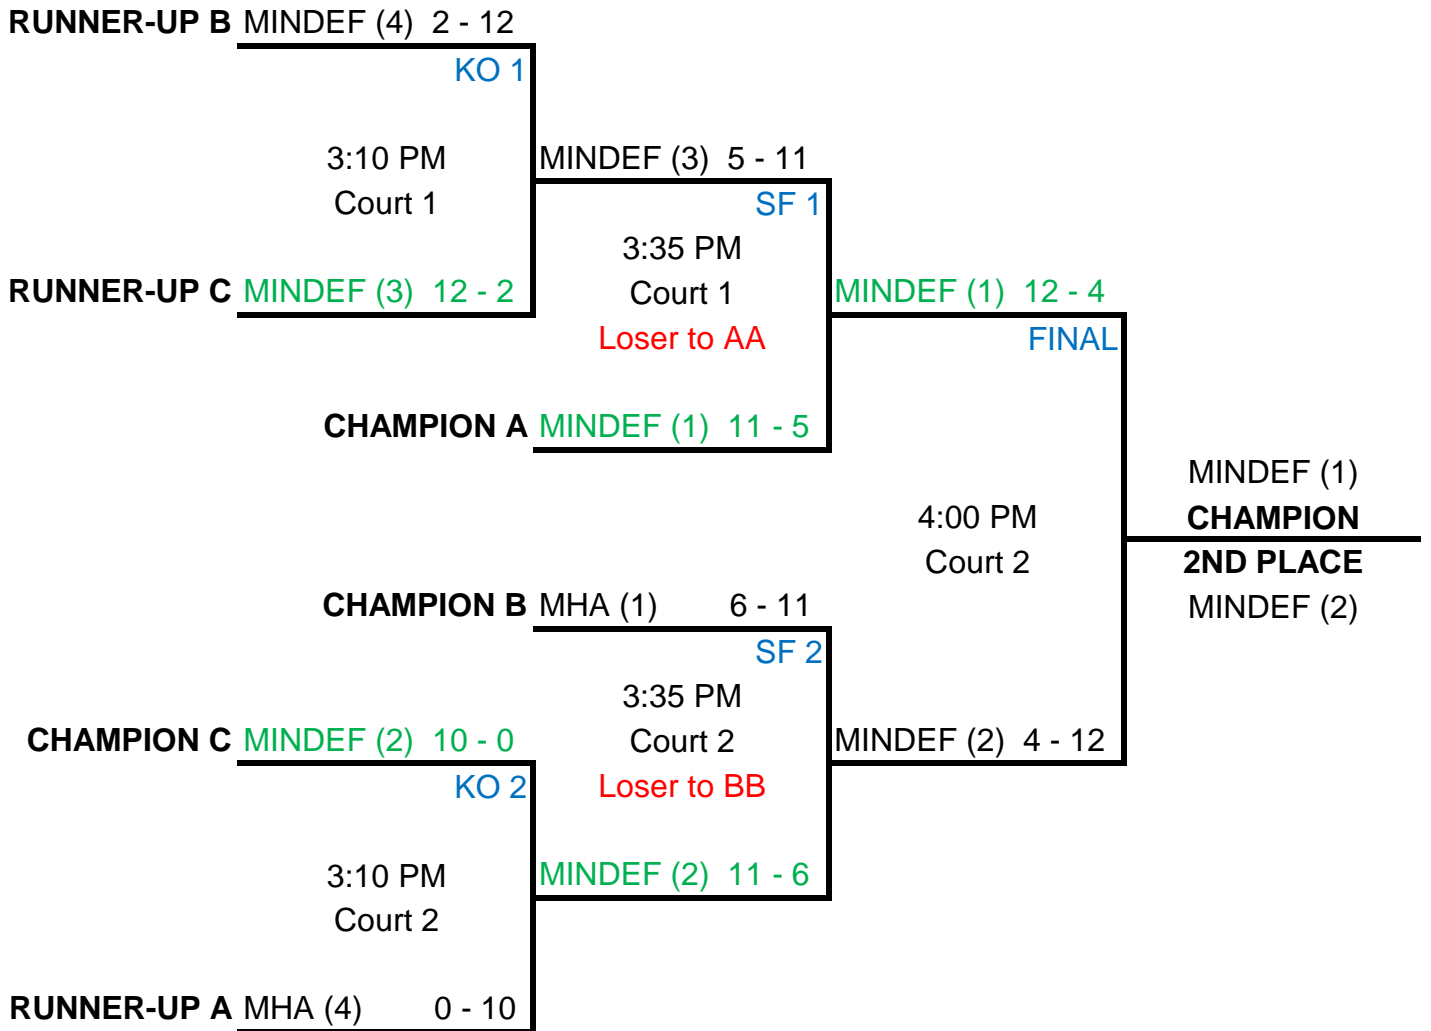 RUNNER-UP B MINDEF (4) 2 - 12
KO 1
3:10 PM
Court 1
MINDEF (3) 5 - 11
SF 1
RUNNER-UP C MINDEF (3) 12 - 2
3:35 PM
Court 1
Loser to AA
MINDEF (1) 12 - 4
FINAL
CHAMPION A MINDEF (1) 11 - 5
4:00 PM
Court 2
MINDEF (1)
CHAMPION
2ND PLACE
MINDEF (2)
CHAMPION B MHA (1) 6 - 11
SF 2
3:35 PM
Court 2
Loser to BB
MINDEF (2) 4 - 12
CHAMPION C MINDEF (2) 10 - 0
KO 2
3:10 PM
Court 2
MINDEF (2) 11 - 6
RUNNER-UP A MHA (4) 0 - 10